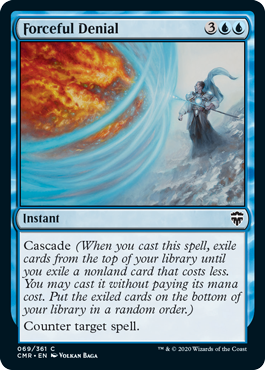 Forceful Denial 3
Instant
Cascade (When you cast this spell, exile
cards from the top of your library until
you exile a nonland card that costs less.
You may cast it without paying its mana
cost. Put the exiled cards on the bottom of
your library in a random order.)
Counter target spell.
069/361 C
CMR • EN VOLKAN BAGA
™ & © 2020 Wizards of the Coast